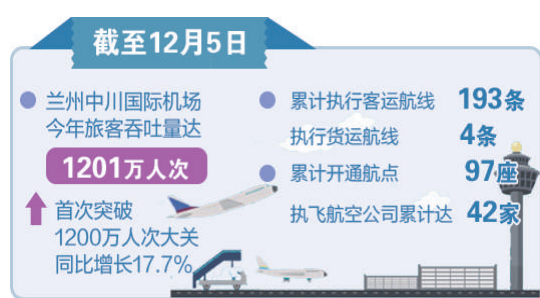 截至12月5日
兰州中川国际机场
今年旅客吞吐量达
1201万人次
首次突破
1200万人次大关
同比增长17.7%
累计执行客运航线 193条
执行货运航线 4条
累计开通航点 97座
执飞航空公司累计达 42家